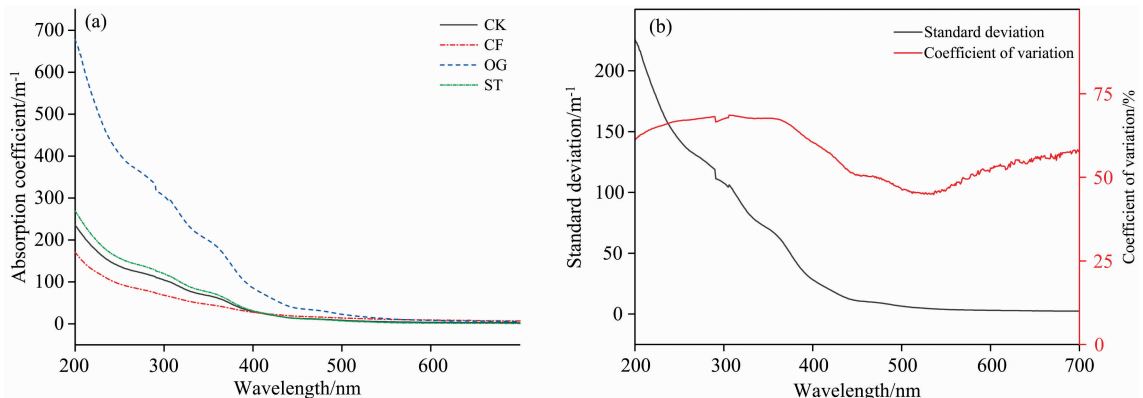 (a)
CK
CF
OG
ST
Absorption coefficient/m⁻¹
700
600
500
400
300
200
100
0
200
300
400
500
600
Wavelength/nm
(b)
Standard deviation
Coefficient of variation
Standard deviation/m⁻¹
200
150
100
50
0
75
50
25
0
Coefficient of variation/%
200
300
400
500
600
700
Wavelength/nm